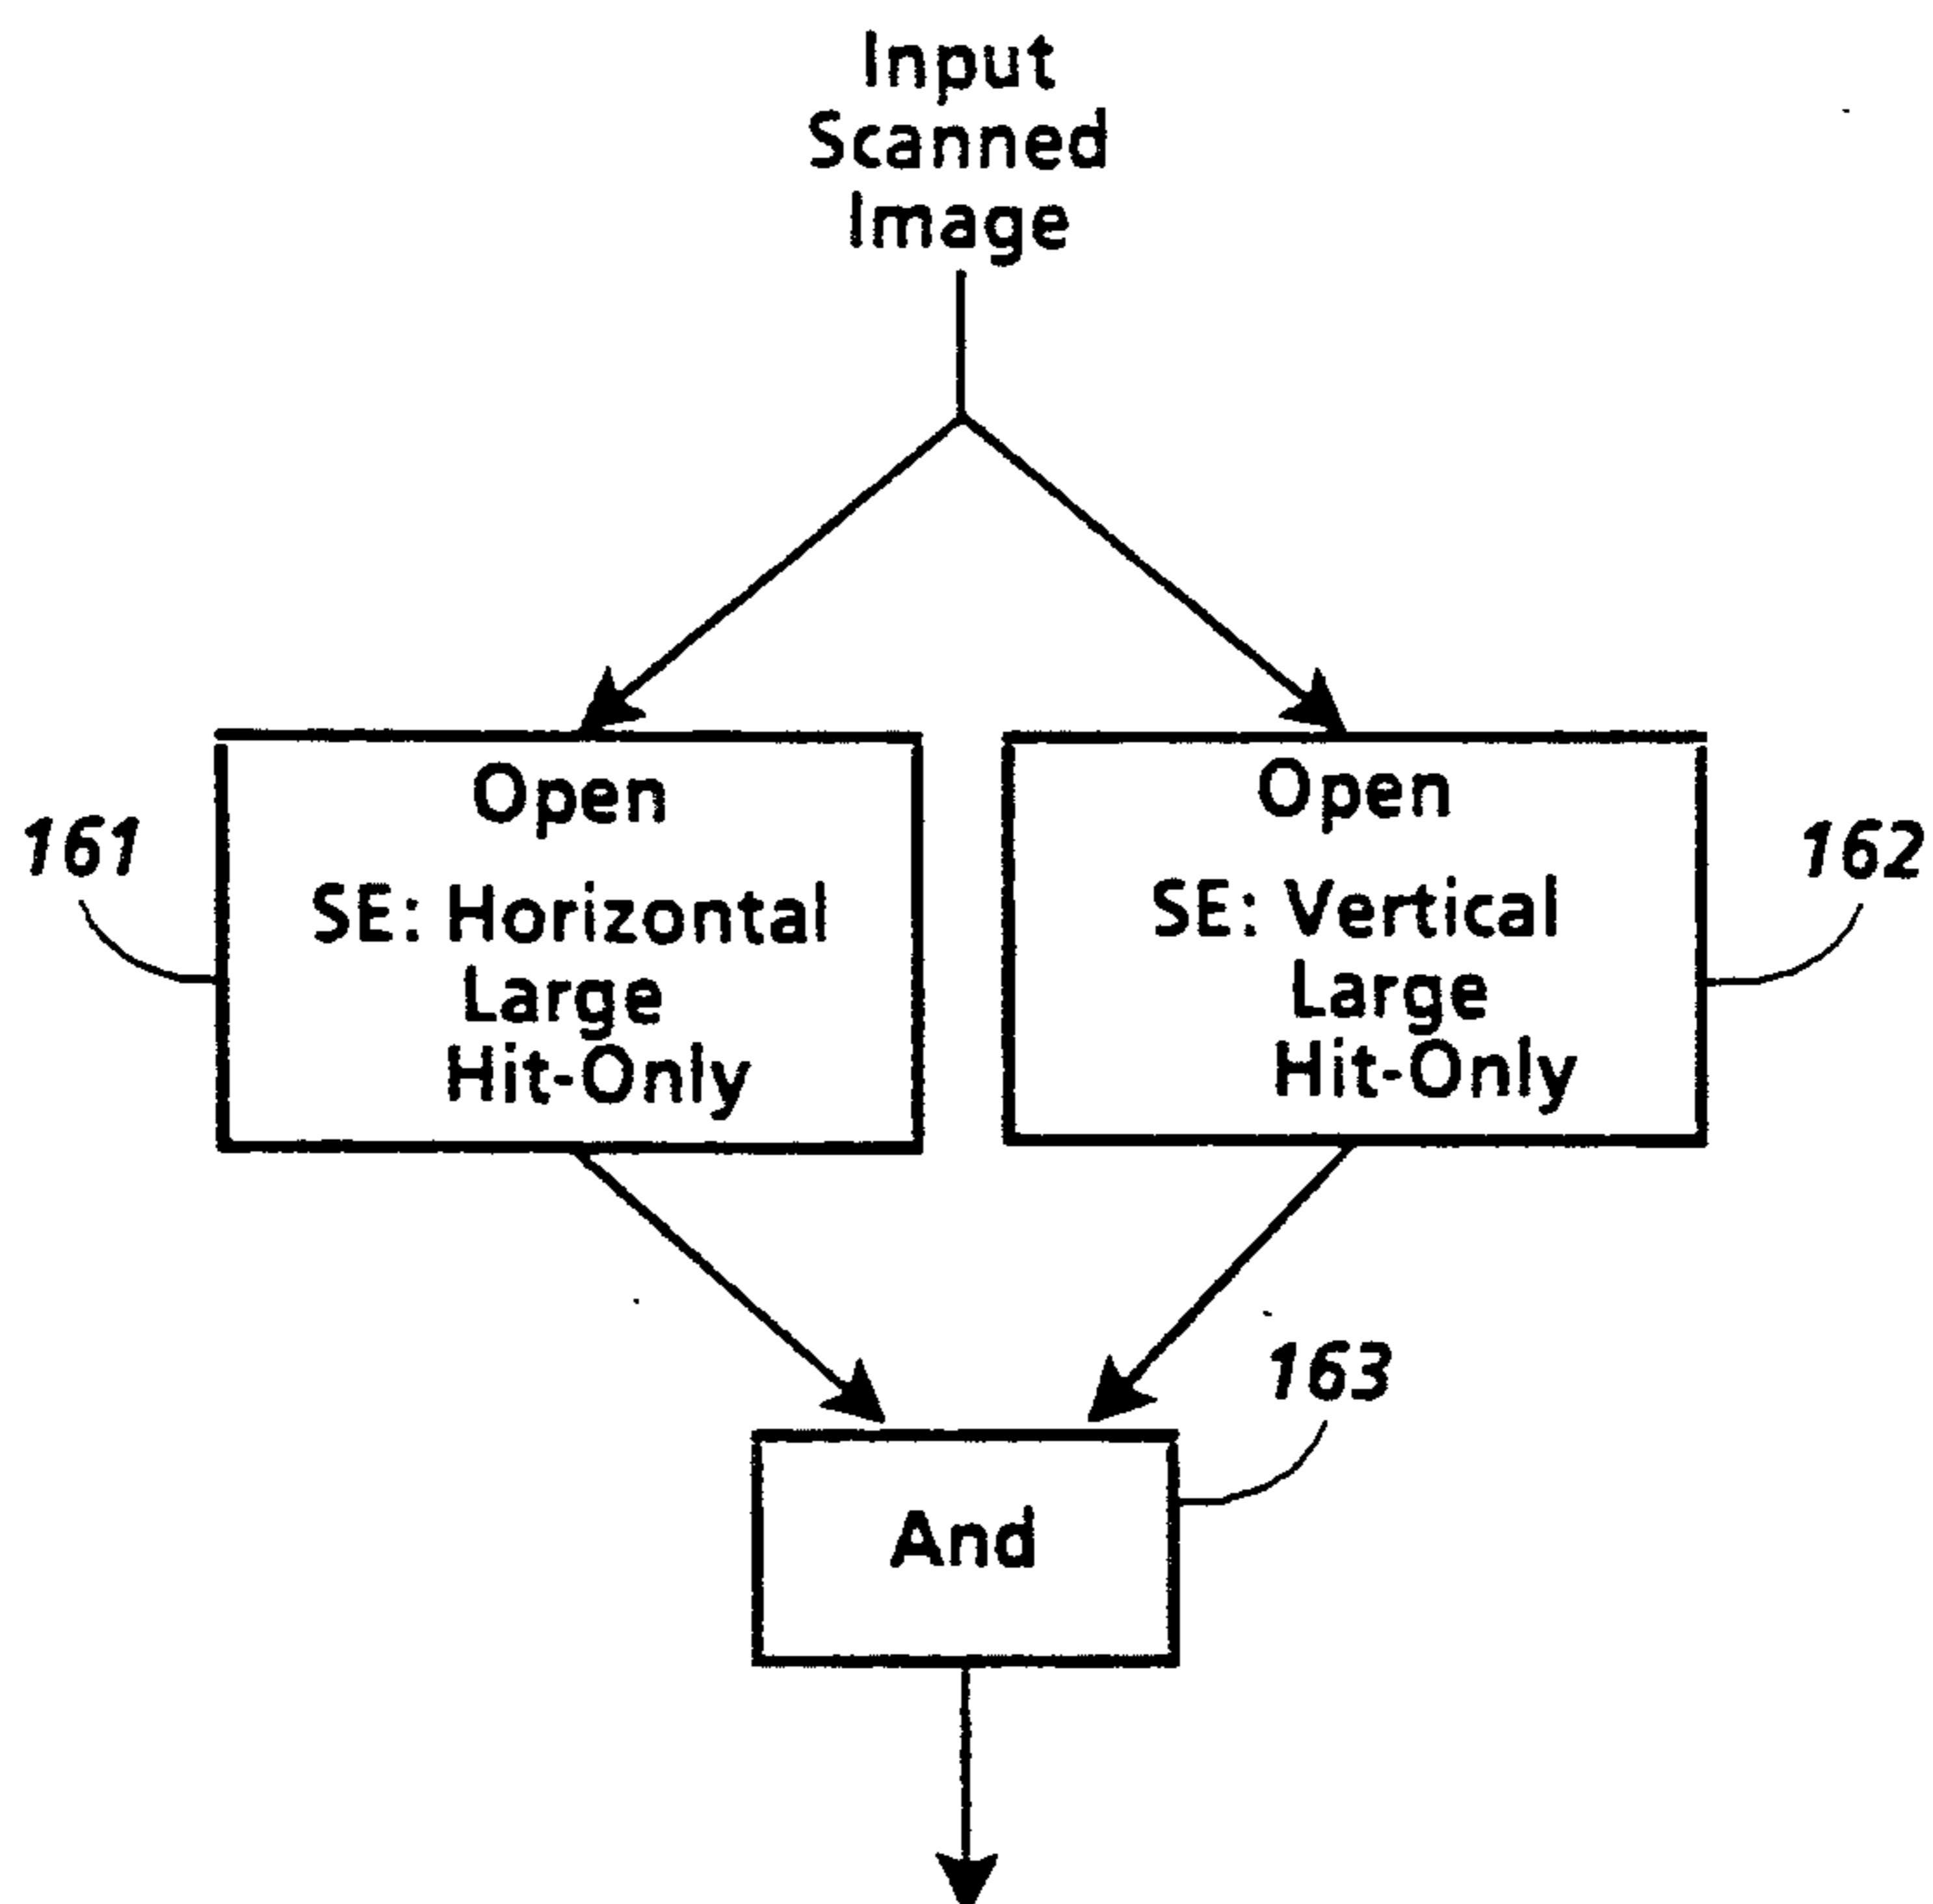 Input
Scanned
Image
161
Open
SE: Horizontal
Large
Hit-Only
Open
SE: Vertical
Large
Hit-Only
162
163
And